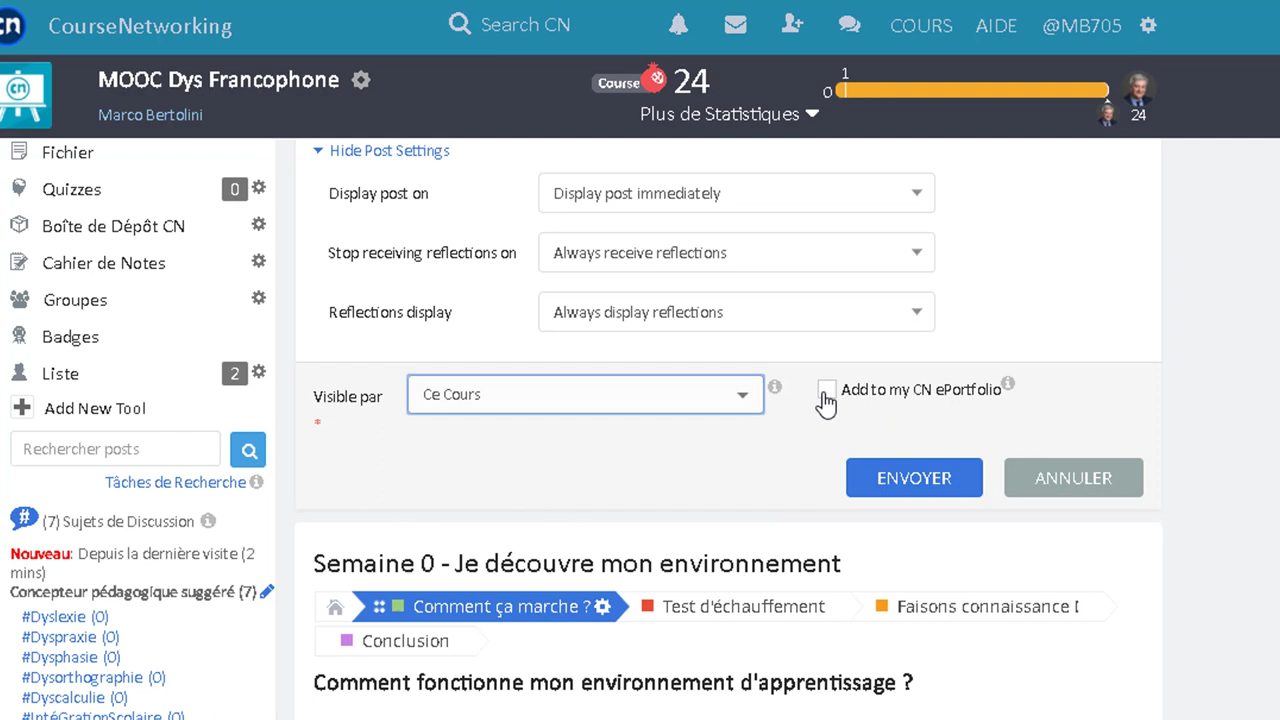 cn CourseNetworking Search CN COURS AIDE @MB705
cn MOOC Dys Francophone Course 24 1
0
Marco Bertolini Plus de Statistiques 24
Fichier
Quizzes 0
Boîte de Dépôt CN
Cahier de Notes
Groupes
Badges
Liste 2
Add New Tool
Rechercher posts
Tâches de Recherche
# (7) Sujets de Discussion
Nouveau: Depuis la dernière visite (2
mins)
Concepteur pédagogique suggéré (7)
#Dyslexie (0)
#Dyspraxie (0)
#Dysphasie (0)
#Dysorthographie (0)
#Dyscalculie (0)
#IntéGrationScolaire (0)
Hide Post Settings
Display post on Display post immediately
Stop receiving reflections on Always receive reflections
Reflections display Always display reflections
Visible par Ce Cours Add to my CN ePortfolio
*
ENVOYER ANNULER
Semaine 0 - Je découvre mon environnement
Comment ça marche ? Test d'échauffement Faisons connaissance !
Conclusion
Comment fonctionne mon environnement d'apprentissage ?